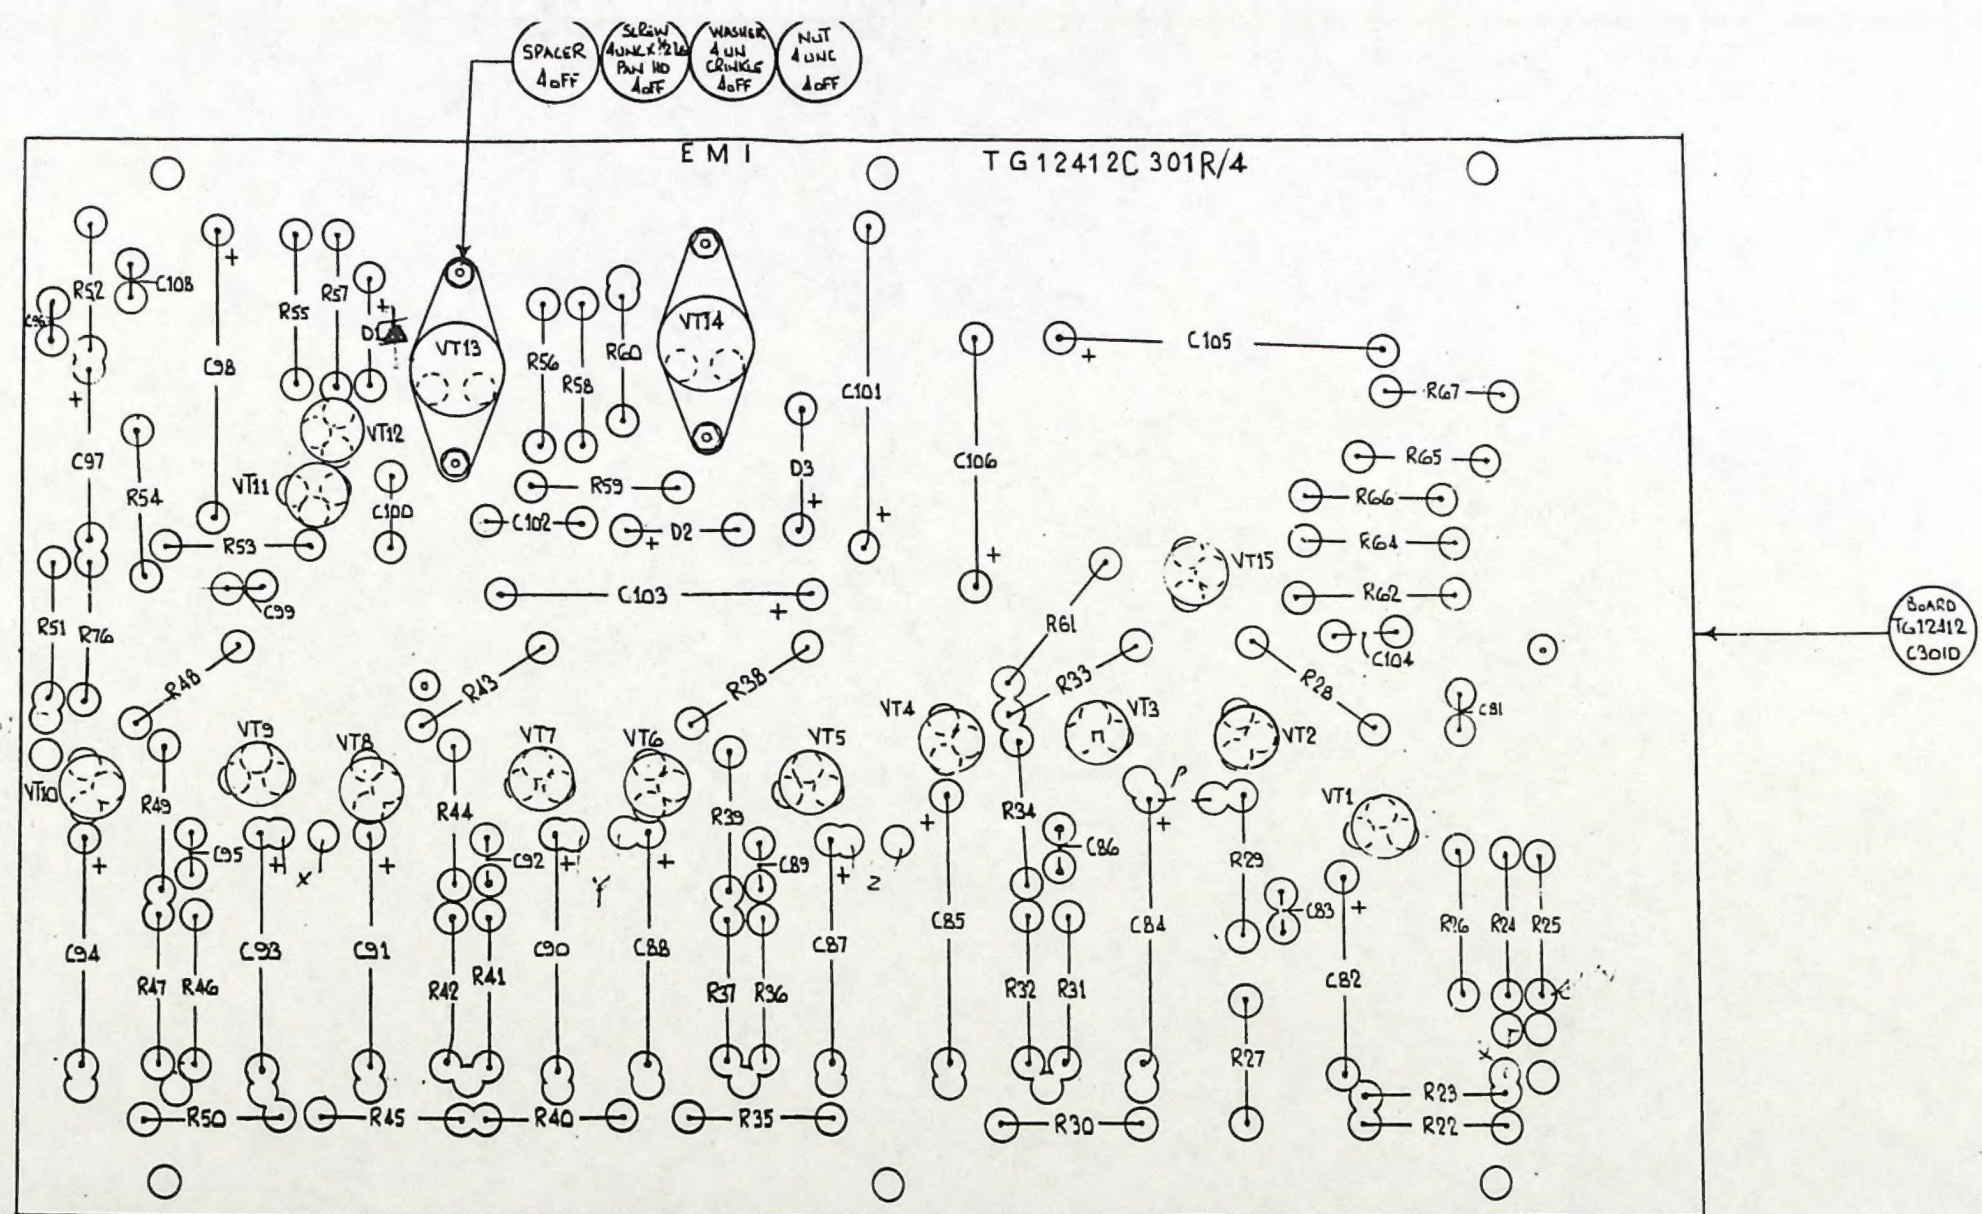 SPACER
4 OFF
SCREW
4UNC X 1/2 LG
PAN HD
4 OFF
WASHER
4 UN
CRINKLE
4 OFF
NUT
4 UNC
4 OFF
EMI
TG12412C301R/4
R52
C108
C96
C98
R55
R57
+
D1
+
VT13
R56
R58
R60
VT14
C101
C106
C105
+
R67
+
C97
R54
VT12
VT11
C100
R59
D3
+
C102
+
D2
+
+
R65
R66
R64
R53
C99
C103
+
VT15
R62
C104
R61
R51
R76
R48
R43
R38
R33
R28
C81
BOARD
TG12412
C301D
VT10
VT9
VT8
VT7
VT6
VT5
VT4
VT3
VT2
VT1
P
R49
R44
R39
R34
R29
+
C95
+
X
+
C92
+
Y
+
C89
+
Z
+
C86
+
C83
+
R26
R24
R25
C94
C93
C91
C90
C88
C87
C85
C84
C82
R47
R46
R42
R41
R37
R36
R32
R31
R27
X
R50
R45
R40
R35
R30
R23
R22